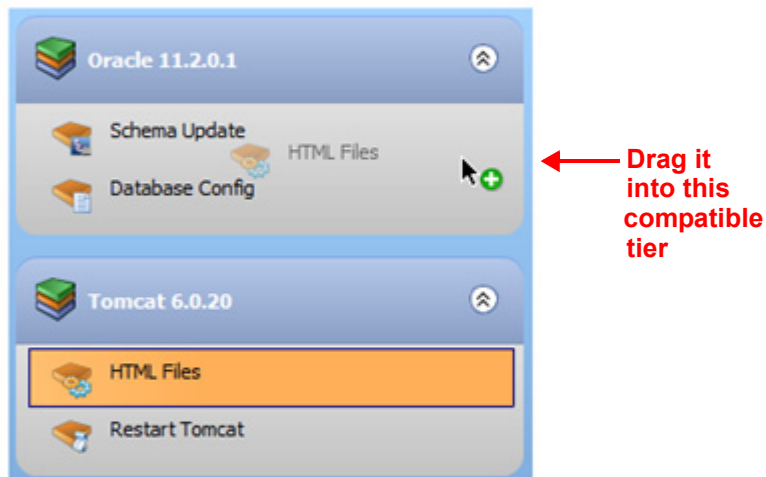 Oracle 11.2.0.1
Schema Update
HTML Files
Database Config
Drag it
into this
compatible
tier
Tomcat 6.0.20
HTML Files
Restart Tomcat